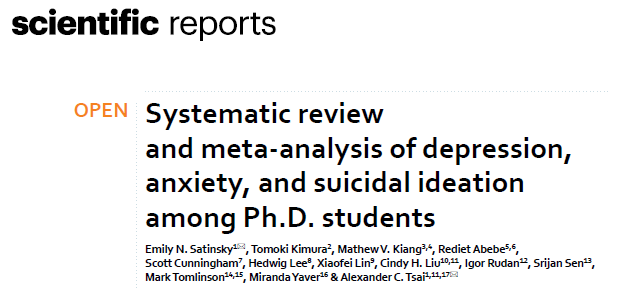 scientific reports
OPEN
Systematic review
and meta-analysis of depression,
anxiety, and suicidal ideation
among Ph.D. students
Emily N. Satinsky1✉, Tomoki Kimura2, Mathew V. Kiang3,4, Rediet Abebe5,6,
Scott Cunningham7, Hedwig Lee8, Xiaofei Lin9, Cindy H. Liu10,11, Igor Rudan12, Srijan Sen13,
Mark Tomlinson14,15, Miranda Yaver16 & Alexander C. Tsai1,11,17✉